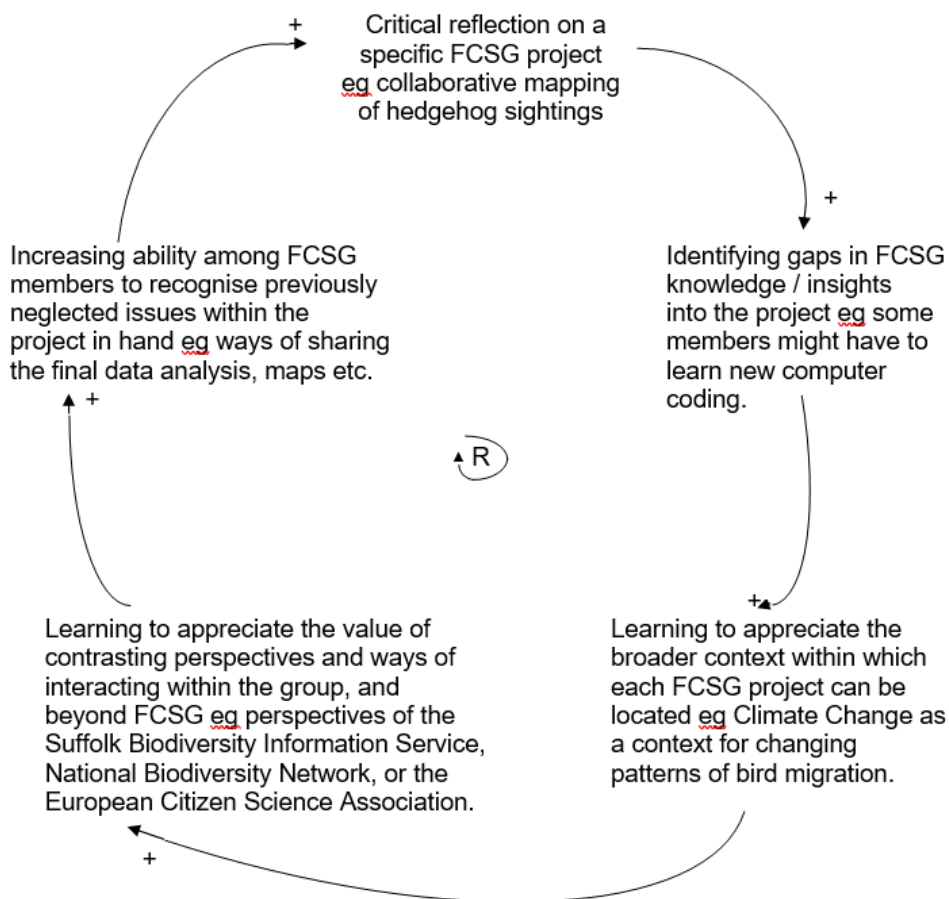 +
Critical reflection on a
specific FCSG project
eg collaborative mapping
of hedgehog sightings
+
Increasing ability among FCSG
members to recognise previously
neglected issues within the
project in hand eg ways of sharing
the final data analysis, maps etc.
+
Identifying gaps in FCSG
knowledge / insights
into the project eg some
members might have to
learn new computer
coding.
R
+
Learning to appreciate the value of
contrasting perspectives and ways of
interacting within the group, and
beyond FCSG eg perspectives of the
Suffolk Biodiversity Information Service,
National Biodiversity Network, or the
European Citizen Science Association.
Learning to appreciate the
broader context within which
each FCSG project can be
located eg Climate Change as
a context for changing
patterns of bird migration.
+